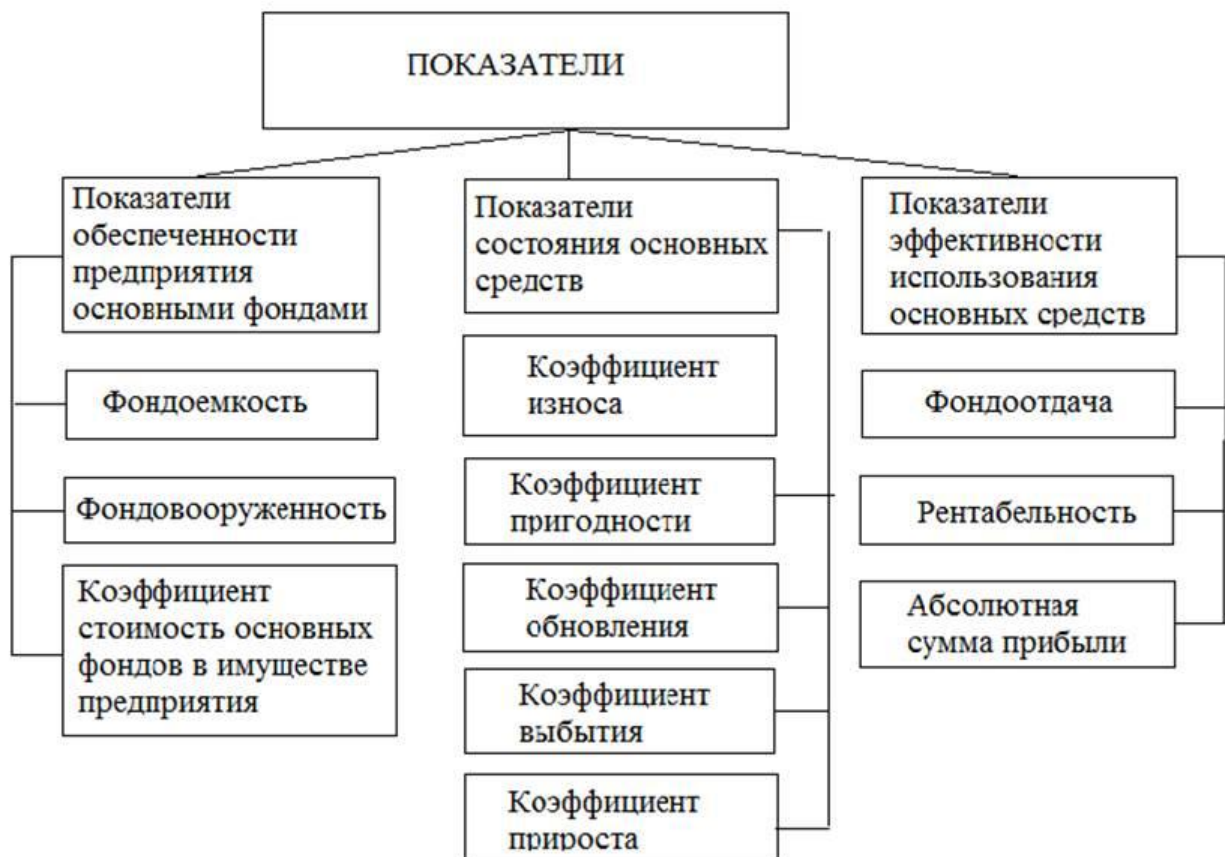 ПОКАЗАТЕЛИ
Показатели
обеспеченности
предприятия
основными фондами
Фондоемкость
Фондовооруженность
Коэффициент
стоимость основных
фондов в имуществе
предприятия
Показатели
состояния основных
средств
Коэффициент
износа
Коэффициент
пригодности
Коэффициент
обновления
Коэффициент
выбытия
Коэффициент
прироста
Показатели
эффективности
использования
основных средств
Фондоотдача
Рентабельность
Абсолютная
сумма прибыли